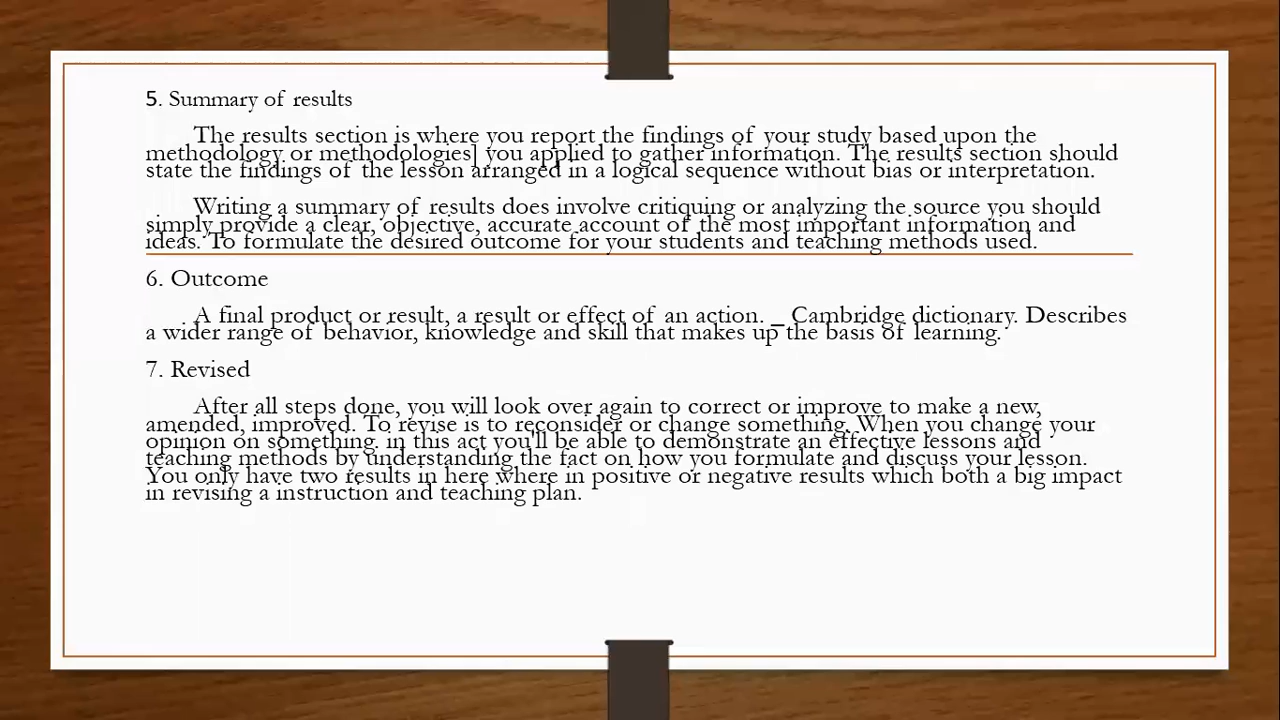 5. Summary of results
The results section is where you report the findings of your study based upon the
methodology or methodologies] you applied to gather information. The results section should
state the findings of the lesson arranged in a logical sequence without bias or interpretation.
Writing a summary of results does involve critiquing or analyzing the source you should
simply provide a clear, objective, accurate account of the most important information and
ideas. To formulate the desired outcome for your students and teaching methods used.
6. Outcome
A final product or result, a result or effect of an action. _ Cambridge dictionary. Describes
a wider range of behavior, knowledge and skill that makes up the basis of learning.
7. Revised
After all steps done, you will look over again to correct or improve to make a new,
amended, improved. To revise is to reconsider or change something. When you change your
opinion on something. in this act you'll be able to demonstrate an effective lessons and
teaching methods by understanding the fact on how you formulate and discuss your lesson.
You only have two results in here where in positive or negative results which both a big impact
in revising a instruction and teaching plan.